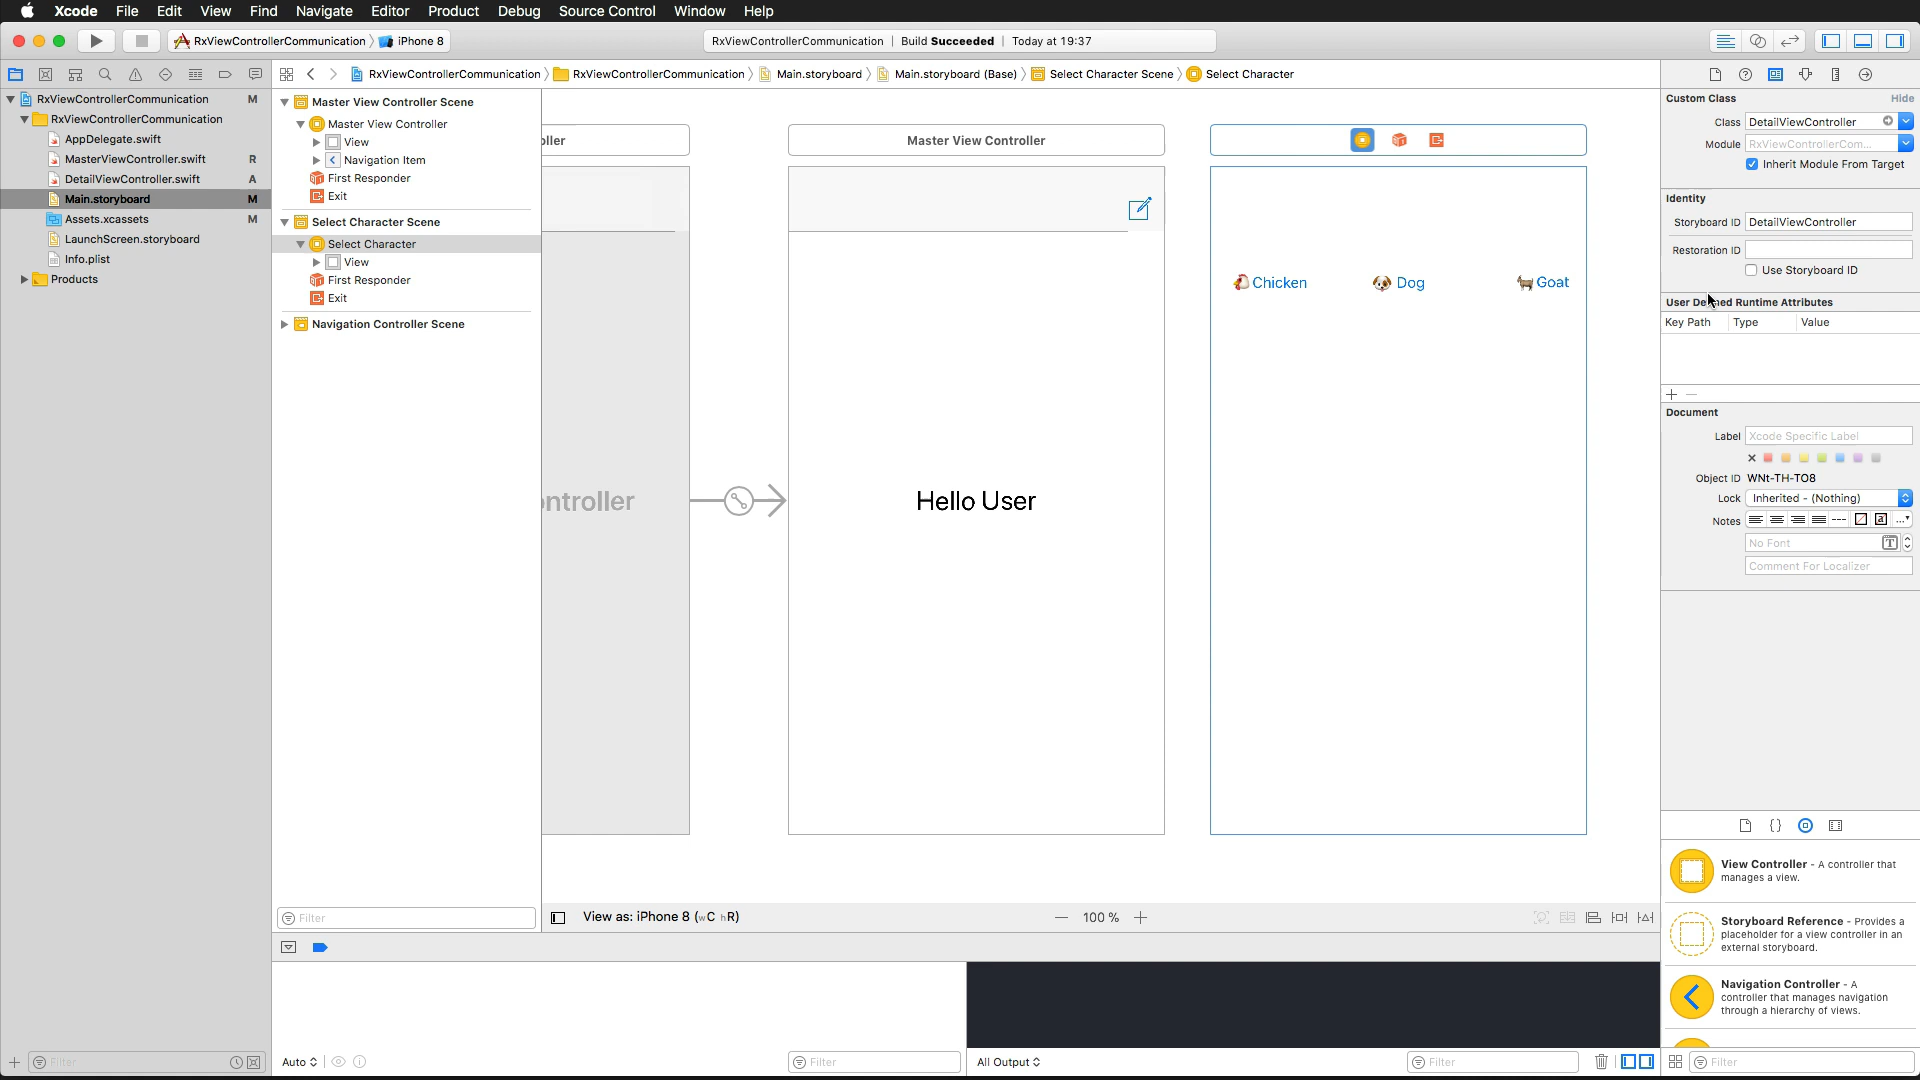 Xcode File Edit View Find Navigate Editor Product Debug Source Control Window Help
RxViewControllerCommunication iPhone 8
RxViewControllerCommunication | Build Succeeded | Today at 19:37
RxViewControllerCommunication RxViewControllerCommunication Main.storyboard Main.storyboard (Base) Select Character Scene Select Character
RxViewControllerCommunication M
RxViewControllerCommunication
AppDelegate.swift
MasterViewController.swift R
DetailViewController.swift A
Main.storyboard M
Assets.xcassets M
LaunchScreen.storyboard
Info.plist
Products
Filter
Master View Controller Scene
Master View Controller
View
Navigation Item
First Responder
Exit
Select Character Scene
Select Character
View
First Responder
Exit
Navigation Controller Scene
Filter
ller
ontroller
Master View Controller
Hello User
Chicken
Dog
Goat
View as: iPhone 8 (wC hR)
100 %
Auto
Filter
All Output
Filter
Custom Class Hide
Class DetailViewController
Module RxViewControllerCom...
Inherit Module From Target
Identity
Storyboard ID DetailViewController
Restoration ID
Use Storyboard ID
User Defined Runtime Attributes
Key Path Type Value
Document
Label Xcode Specific Label
Object ID WNt-TH-TO8
Lock Inherited - (Nothing)
Notes
No Font
Comment For Localizer
View Controller - A controller that
manages a view.
Storyboard Reference - Provides a
placeholder for a view controller in an
external storyboard.
Navigation Controller - A
controller that manages navigation
through a hierarchy of views.
Filter